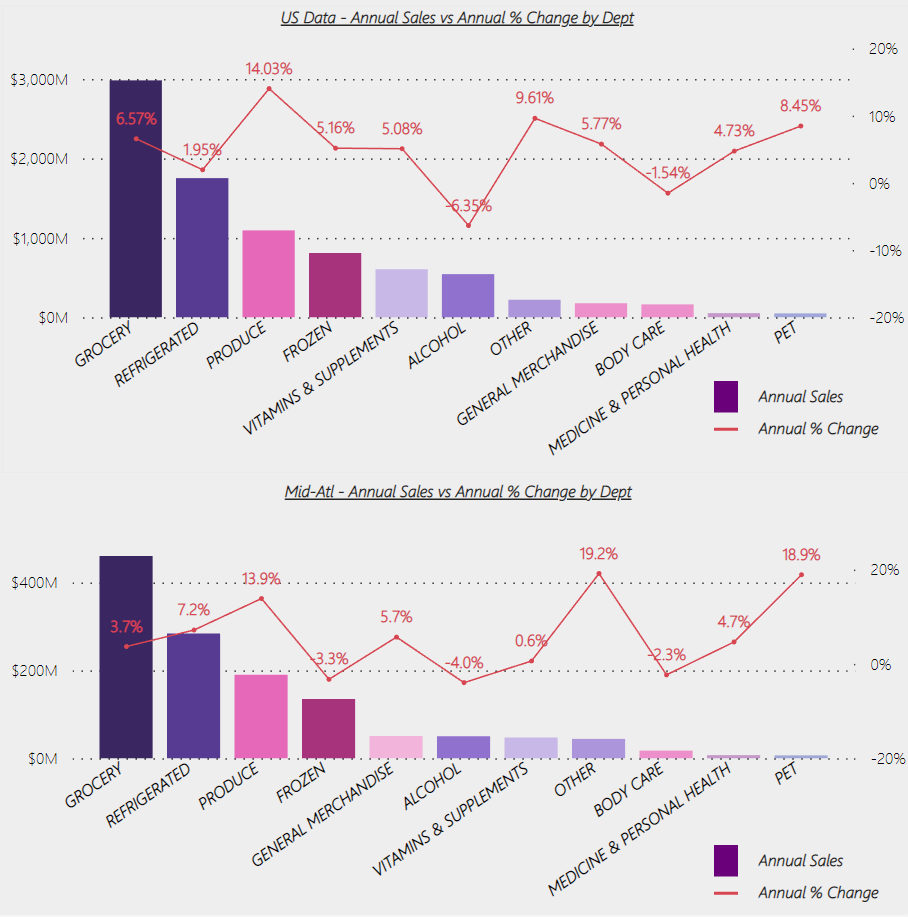 US Data - Annual Sales vs Annual % Change by Dept
20%
14.03%
$3,000M
9.61%
8.45%
6.57%
10%
5.16%
5.08%
5.77%
4.73%
1.95%
$2,000M
-1.54%
0%
-6.35%
$1,000M
-10%
$0M
-20%
GROCERY
REFRIGERATED
PRODUCE
FROZEN
VITAMINS & SUPPLEMENTS
ALCOHOL
OTHER
GENERAL MERCHANDISE
BODY CARE
MEDICINE & PERSONAL HEALTH
PET
Annual Sales
Annual % Change
Mid-Atl - Annual Sales vs Annual % Change by Dept
19.2%
18.9%
20%
$400M
13.9%
7.2%
3.7%
5.7%
4.7%
0.6%
-3.3%
-4.0%
-2.3%
0%
$200M
$0M
-20%
GROCERY
REFRIGERATED
PRODUCE
FROZEN
GENERAL MERCHANDISE
ALCOHOL
VITAMINS & SUPPLEMENTS
OTHER
BODY CARE
MEDICINE & PERSONAL HEALTH
PET
Annual Sales
Annual % Change